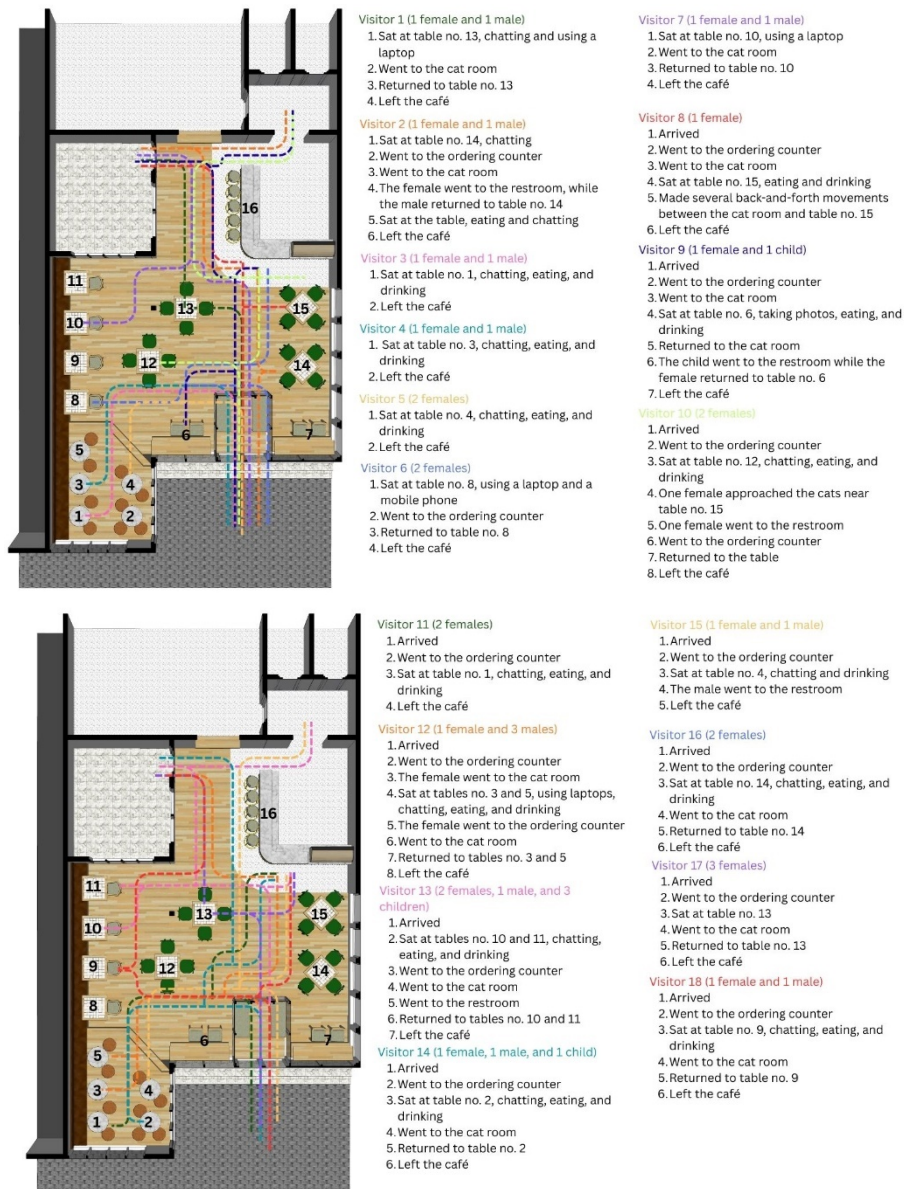 Visitor 1 (1 female and 1 male)
1. Sat at table no. 13, chatting and using a
laptop
2. Went to the cat room
3. Returned to table no. 13
4. Left the café
Visitor 2 (1 female and 1 male)
1. Sat at table no. 14, chatting
2. Went to the ordering counter
3. Went to the cat room
4. The female went to the restroom, while
the male returned to table no. 14
5. Sat at the table, eating and chatting
6. Left the café
Visitor 3 (1 female and 1 male)
1. Sat at table no. 1, chatting, eating, and
drinking
2. Left the café
Visitor 4 (1 female and 1 male)
1. Sat at table no. 3, chatting, eating, and
drinking
2. Left the café
Visitor 5 (1 female and 1 male)
1. Sat at table no. 4, chatting, eating, and
drinking
2. Left the café
Visitor 6 (2 females)
1. Sat at table no. 8, using a laptop and a
mobile phone
2. Went to the ordering counter
3. Returned to table no. 8
4. Left the café
Visitor 7 (1 female and 1 male)
1. Sat at table no. 10, using a laptop
2. Went to the cat room
3. Returned to table no. 10
4. Left the café
Visitor 8 (1 female)
1. Arrived
2. Went to the ordering counter
3. Went to the cat room
4. Sat at table no. 15, eating and drinking
5. Made several back-and-forth movements
between the cat room and table no. 15
6. Left the café
Visitor 9 (1 female and 1 child)
1. Arrived
2. Went to the ordering counter
3. Went to the cat room
4. Sat at table no. 6, taking photos, eating, and
drinking
5. Returned to the cat room
6. The child went to the restroom while the
female returned to table no. 6
7. Left the café
Visitor 10 (2 females)
1. Arrived
2. Went to the ordering counter
3. Sat at table no. 12, chatting, eating, and
drinking
4. One female approached the cats near
table no. 15
5. One female went to the restroom
6. Went to the ordering counter
7. Returned to the table
8. Left the café
16
11
10
13
15
9
12
14
8
6
7
5
3
4
1
2
Visitor 11 (2 females)
1. Arrived
2. Went to the ordering counter
3. Sat at table no. 1, chatting, eating, and
drinking
4. Left the café
Visitor 12 (1 female and 3 males)
1. Arrived
2. Went to the ordering counter
3. The female went to the cat room
4. Sat at tables no. 3 and 5, using laptops,
chatting, eating, and drinking
5. The female went to the ordering counter
6. Went to the cat room
7. Returned to tables no. 3 and 5
8. Left the café
Visitor 13 (2 females, 1 male, and 3
children)
1. Arrived
2. Sat at tables no. 10 and 11, chatting,
eating, and drinking
3. Went to the ordering counter
4. Went to the cat room
5. Went to the restroom
6. Returned to tables no. 10 and 11
7. Left the café
Visitor 14 (1 female, 1 male, and 1 child)
1. Arrived
2. Went to the ordering counter
3. Sat at table no. 2, chatting, eating, and
drinking
4. Went to the cat room
5. Returned to table no. 2
6. Left the café
Visitor 15 (1 female and 1 male)
1. Arrived
2. Went to the ordering counter
3. Sat at table no. 4, chatting and drinking
4. The male went to the restroom
5. Left the café
Visitor 16 (2 females)
1. Arrived
2. Went to the ordering counter
3. Sat at table no. 14, chatting, eating, and
drinking
4. Went to the cat room
5. Returned to table no. 14
6. Left the café
Visitor 17 (3 females)
1. Arrived
2. Went to the ordering counter
3. Sat at table no. 13
4. Went to the cat room
5. Returned to table no. 13
6. Left the café
Visitor 18 (1 female and 1 male)
1. Arrived
2. Went to the ordering counter
3. Sat at table no. 9, chatting, eating, and
drinking
4. Went to the cat room
5. Returned to table no. 9
6. Left the café
16
11
10
13
15
9
12
14
8
6
7
5
3
4
1
2